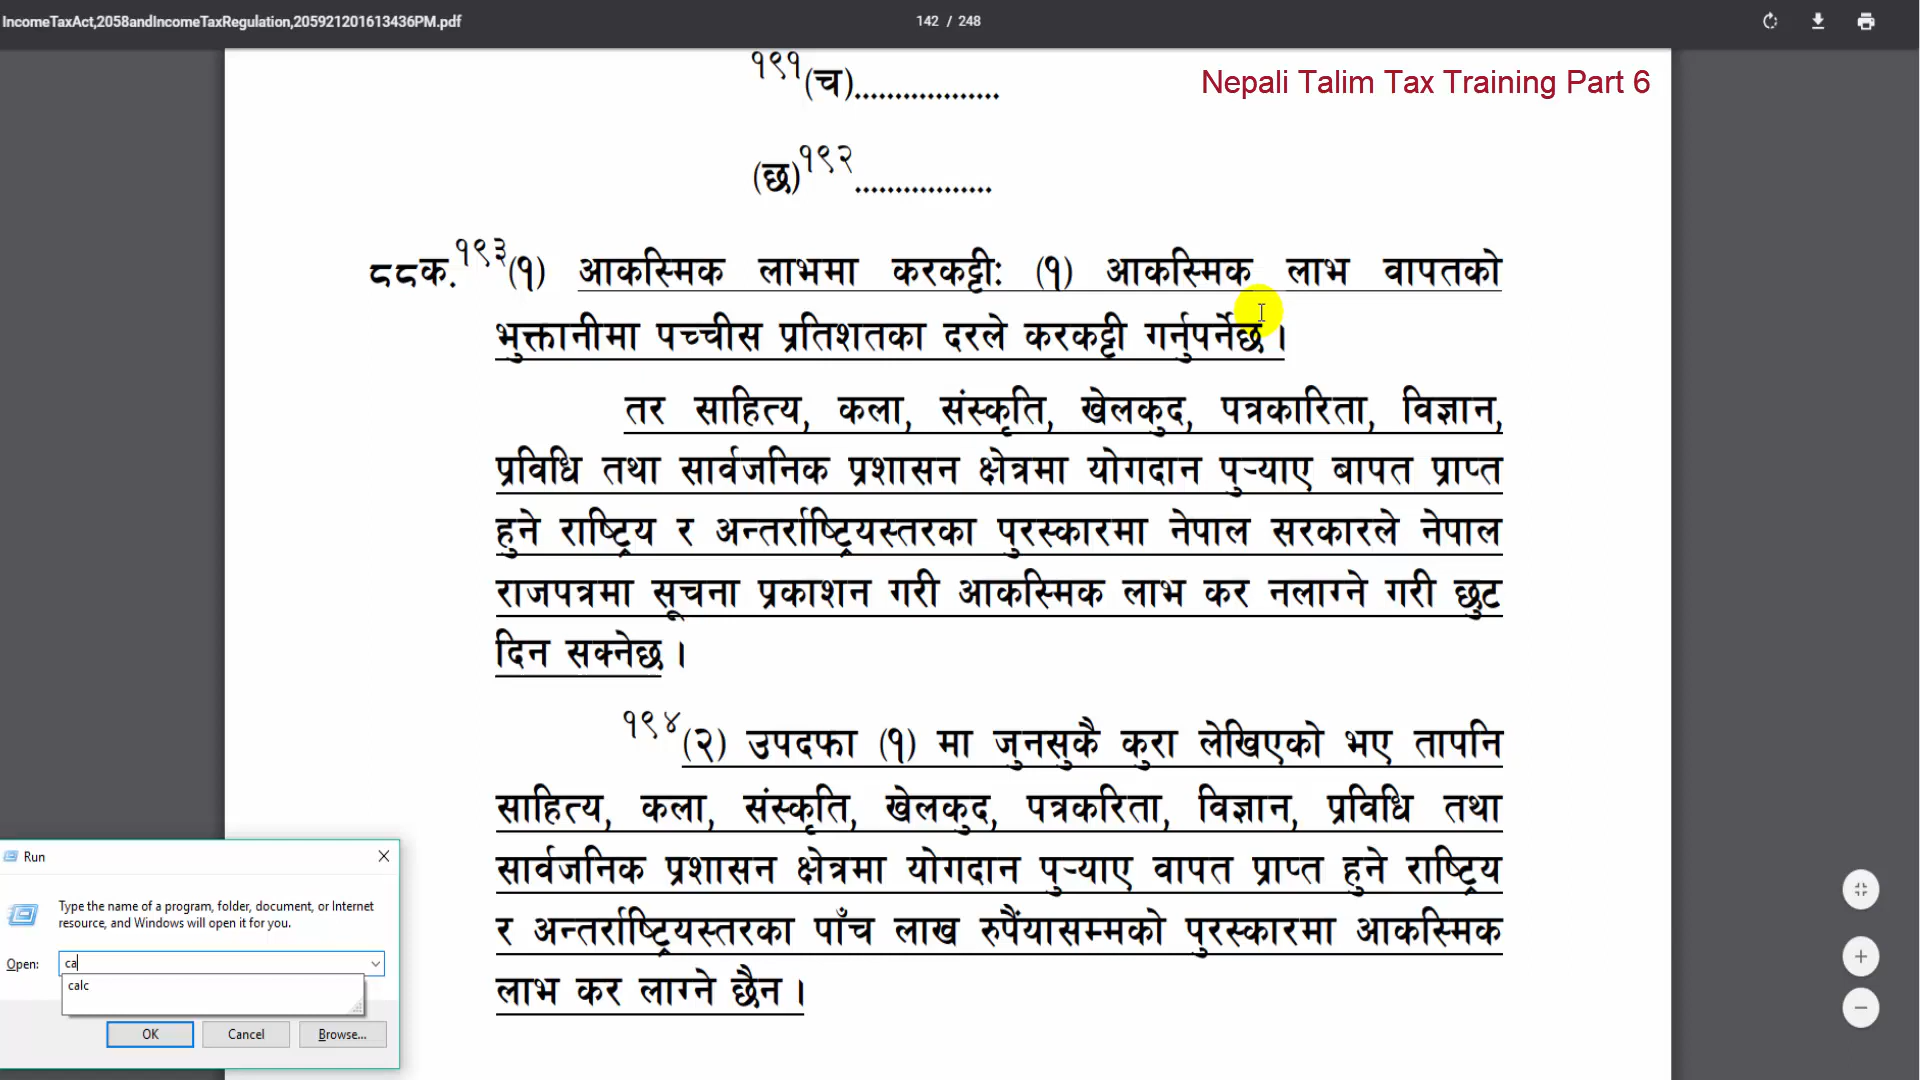 IncomeTaxAct,2058andIncomeTaxRegulation,205921201613436PM.pdf
142 / 248
Nepali Talim Tax Training Part 6
१९१(च)..................
(छ)१९२.................
८८क.१९३(१) आकस्मिक लाभमा करकट्टीः (१) आकस्मिक लाभ वापतको
भुक्तानीमा पच्चीस प्रतिशतका दरले करकट्टी गर्नुपर्नेछ ।
तर साहित्य, कला, संस्कृति, खेलकुद, पत्रकारिता, विज्ञान,
प्रविधि तथा सार्वजनिक प्रशासन क्षेत्रमा योगदान पुर्‍याए बापत प्राप्त
हुने राष्ट्रिय र अन्तर्राष्ट्रियस्तरका पुरस्कारमा नेपाल सरकारले नेपाल
राजपत्रमा सूचना प्रकाशन गरी आकस्मिक लाभ कर नलाग्ने गरी छुट
दिन सक्नेछ ।
१९४(२) उपदफा (१) मा जुनसुकै कुरा लेखिएको भए तापनि
साहित्य, कला, संस्कृति, खेलकुद, पत्रकरिता, विज्ञान, प्रविधि तथा
सार्वजनिक प्रशासन क्षेत्रमा योगदान पुर्‍याए वापत प्राप्त हुने राष्ट्रिय
र अन्तर्राष्ट्रियस्तरका पाँच लाख रुपैंयासम्मको पुरस्कारमा आकस्मिक
लाभ कर लाग्ने छैन ।
Run
Type the name of a program, folder, document, or Internet
resource, and Windows will open it for you.
Open: ca
calc
OK Cancel Browse...